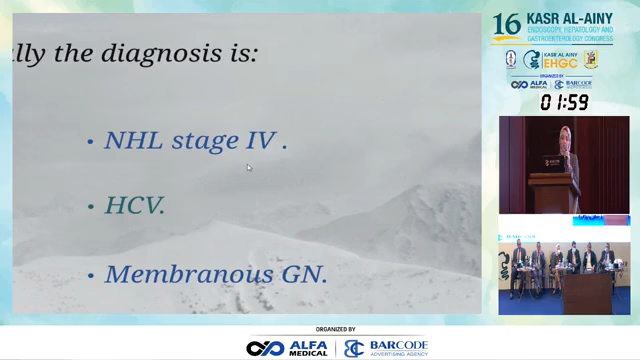 lly the diagnosis is:
• NHL stage IV .
• HCV.
• Membranous GN.
16 KASR AL-AINY
ENDOSCOPY, HEPATOLOGY AND
GASTROENTEROLOGY CONGRESS
KASR AL AINY
EHGC
ORGANIZED BY
ALFA MEDICAL
BARCODE
01:59
ORGANIZED BY
ALFA MEDICAL
BARCODE
ADVERTISING AGENCY